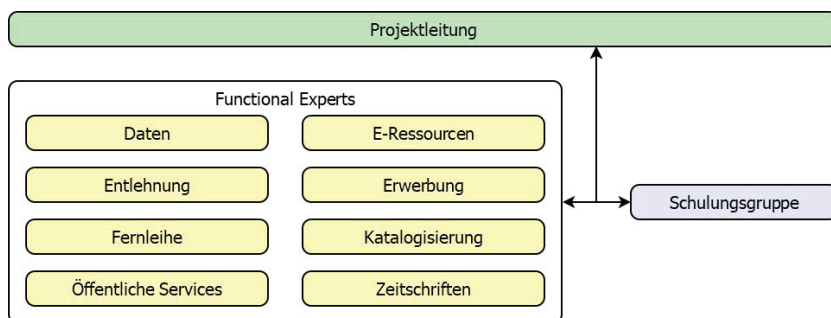 Projektleitung
Functional Experts
Daten
E-Ressourcen
Entlehnung
Erwerbung
Schulungsgruppe
Fernleihe
Katalogisierung
Öffentliche Services
Zeitschriften